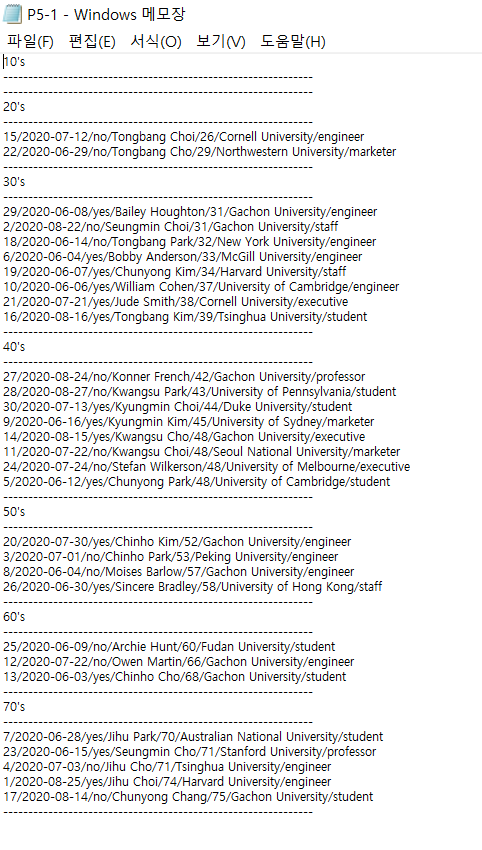 P5-1 - Windows 메모장
파일(F) 편집(E) 서식(O) 보기(V) 도움말(H)
10's
--------------------------------------------------------------
--------------------------------------------------------------
20's
--------------------------------------------------------------
15/2020-07-12/no/Tongbang Choi/26/Cornell University/engineer
22/2020-06-29/no/Tongbang Cho/29/Northwestern University/marketer
--------------------------------------------------------------
30's
--------------------------------------------------------------
29/2020-06-08/yes/Bailey Houghton/31/Gachon University/engineer
2/2020-08-22/no/Seungmin Choi/31/Gachon University/staff
18/2020-06-14/no/Tongbang Park/32/New York University/engineer
6/2020-06-04/yes/Bobby Anderson/33/McGill University/engineer
19/2020-06-07/yes/Chunyong Kim/34/Harvard University/staff
10/2020-06-06/yes/William Cohen/37/University of Cambridge/engineer
21/2020-07-21/yes/Jude Smith/38/Cornell University/executive
16/2020-08-16/yes/Tongbang Kim/39/Tsinghua University/student
--------------------------------------------------------------
40's
--------------------------------------------------------------
27/2020-08-24/no/Konner French/42/Gachon University/professor
28/2020-08-27/no/Kwangsu Park/43/University of Pennsylvania/student
30/2020-07-13/yes/Kyungmin Choi/44/Duke University/student
9/2020-06-16/yes/Kyungmin Kim/45/University of Sydney/marketer
14/2020-08-15/yes/Kwangsu Cho/48/Gachon University/executive
11/2020-07-22/no/Kwangsu Choi/48/Seoul National University/marketer
24/2020-07-24/no/Stefan Wilkerson/48/University of Melbourne/executive
5/2020-06-12/yes/Chunyong Park/48/University of Cambridge/student
--------------------------------------------------------------
50's
--------------------------------------------------------------
20/2020-07-30/yes/Chinho Kim/52/Gachon University/engineer
3/2020-07-01/no/Chinho Park/53/Peking University/engineer
8/2020-06-04/no/Moises Barlow/57/Gachon University/engineer
26/2020-06-30/yes/Sincere Bradley/58/University of Hong Kong/staff
--------------------------------------------------------------
60's
--------------------------------------------------------------
25/2020-06-09/no/Archie Hunt/60/Fudan University/student
12/2020-07-22/no/Owen Martin/66/Gachon University/engineer
13/2020-06-03/yes/Chinho Cho/68/Gachon University/student
--------------------------------------------------------------
70's
--------------------------------------------------------------
7/2020-06-28/yes/Jihu Park/70/Australian National University/student
23/2020-06-15/yes/Seungmin Cho/71/Stanford University/professor
4/2020-07-03/no/Jihu Cho/71/Tsinghua University/engineer
1/2020-08-25/yes/Jihu Choi/74/Harvard University/engineer
17/2020-08-14/no/Chunyong Chang/75/Gachon University/student
--------------------------------------------------------------